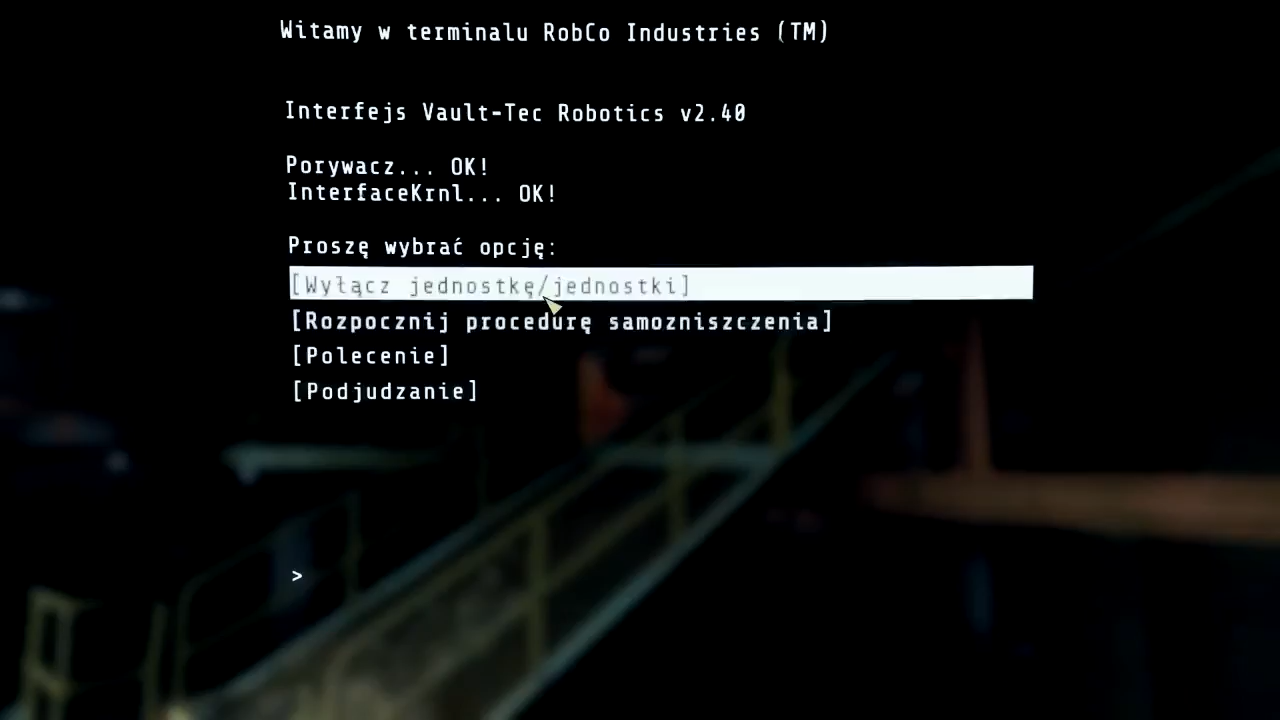 Witamy w terminalu RobCo Industries (TM)
Interfejs Vault-Tec Robotics v2.40
Porywacz... OK!
InterfaceKrnl... OK!
Proszę wybrać opcję:
[Wyłącz jednostkę/jednostki]
[Rozpocznij procedurę samozniszczenia]
[Polecenie]
[Podjudzanie]
>